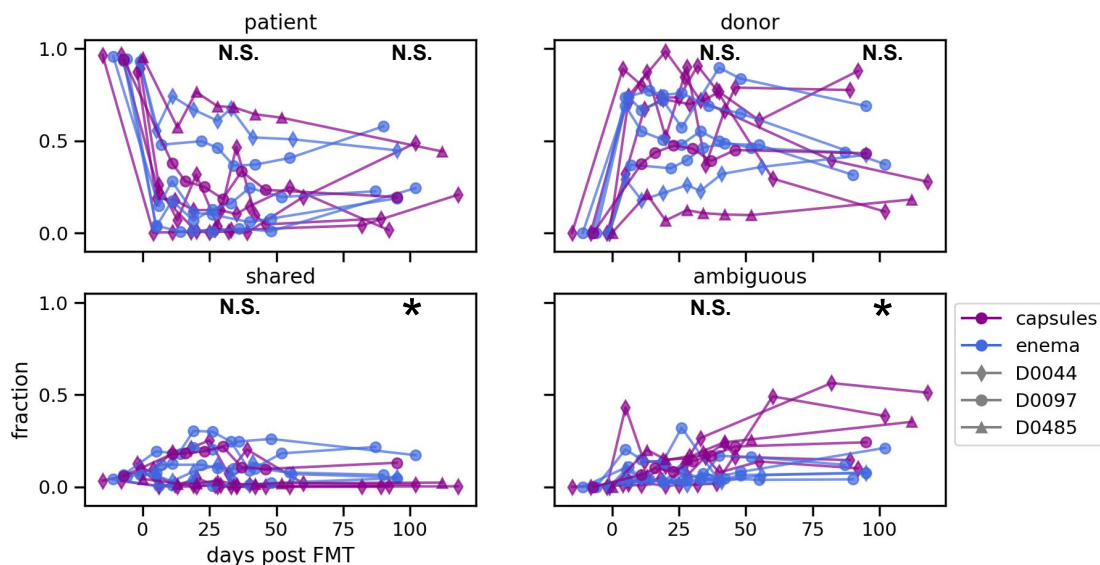 patient
donor
1.0
N.S.
N.S.
N.S.
N.S.
0.5
0.0
shared
ambiguous
1.0
N.S.
*
N.S.
*
fraction
0.5
0.0
0
25
50
75
100
0
25
50
75
100
days post FMT
capsules
enema
D0044
D0097
D0485